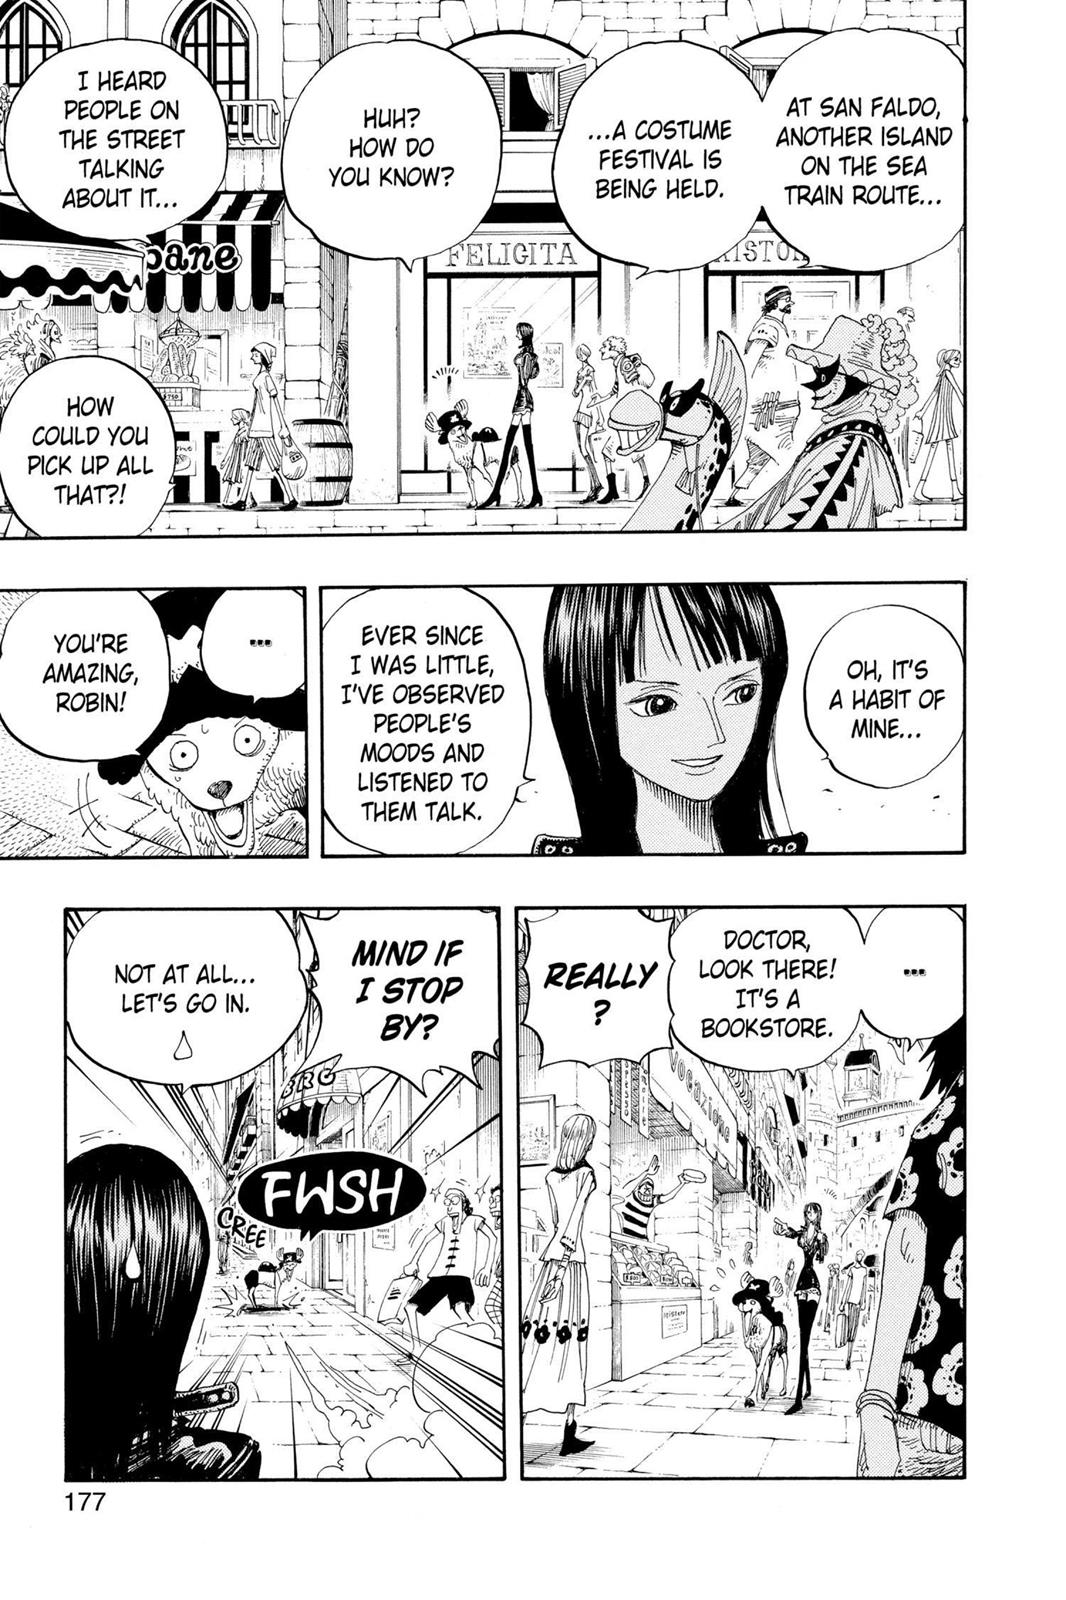 AT SAN FALDO,
ANOTHER ISLAND
ON THE SEA
TRAIN ROUTE...
...A COSTUME
FESTIVAL IS
BEING HELD.
HUH?
HOW DO
YOU KNOW?
I HEARD
PEOPLE ON
THE STREET
TALKING
ABOUT IT...
HOW
COULD YOU
PICK UP ALL
THAT?!
pane
FELIGITA
OH, IT'S
A HABIT OF
MINE...
EVER SINCE
I WAS LITTLE,
I'VE OBSERVED
PEOPLE'S
MOODS AND
LISTENED TO
THEM TALK.
...
YOU'RE
AMAZING,
ROBIN!
...
DOCTOR,
LOOK THERE!
IT'S A
BOOKSTORE.
REALLY
?
Vocazione
MIND IF
I STOP
BY?
NOT AT ALL...
LET'S GO IN.
BRG
FWSH
CREE
177